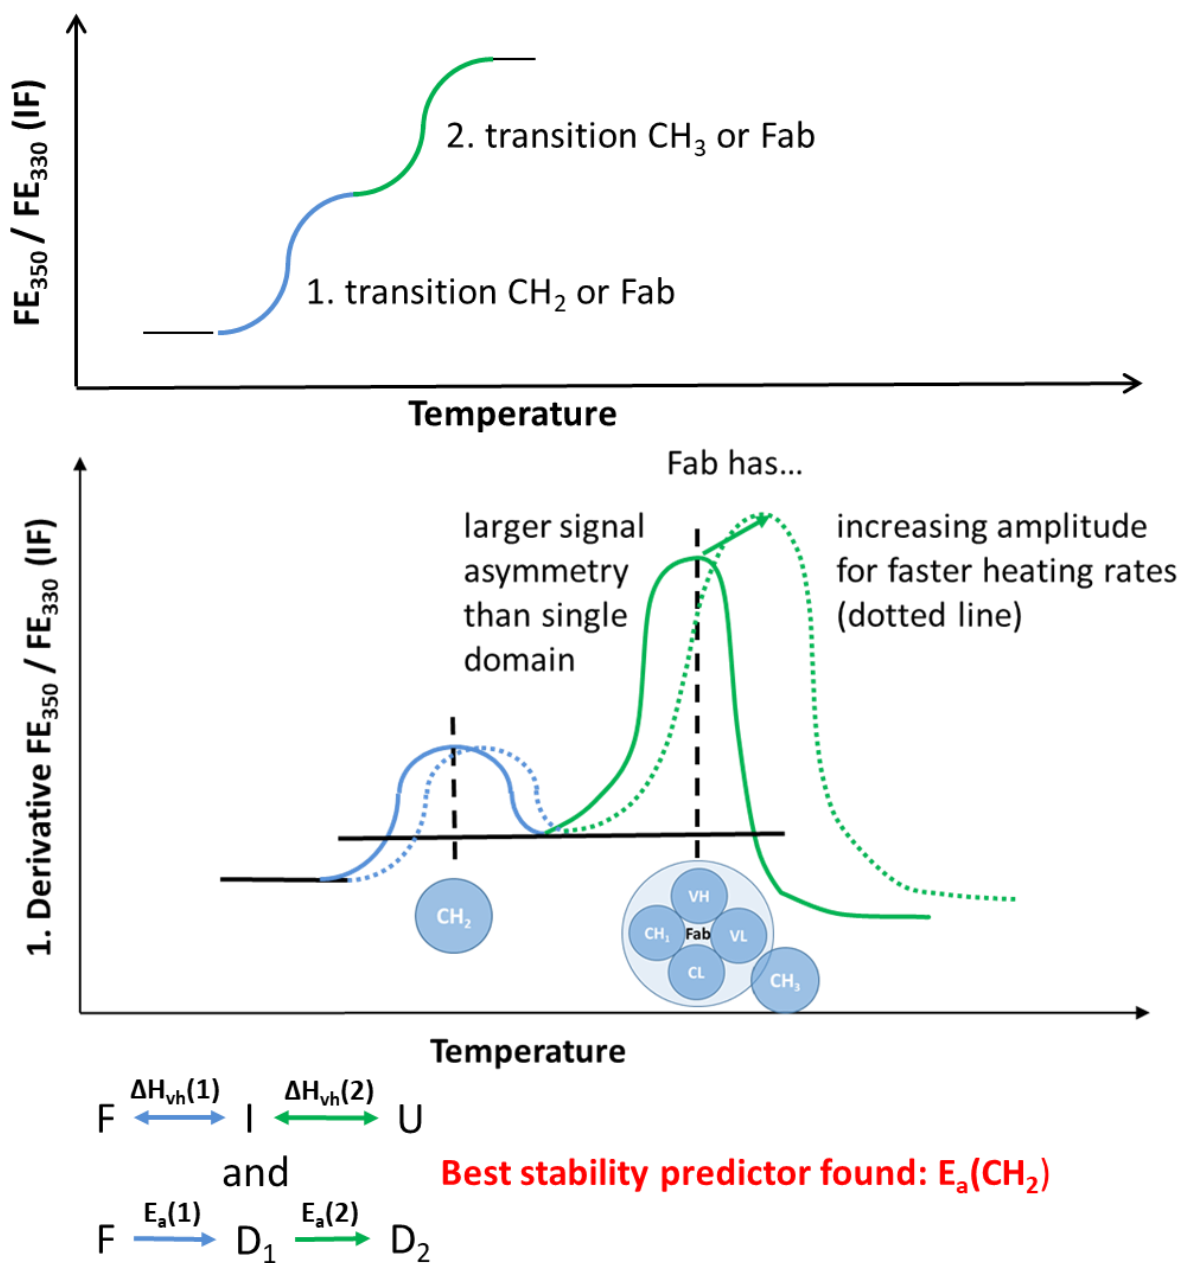 FE350 / FE330 (IF)
2. transition CH3 or Fab
1. transition CH2 or Fab
Temperature
1. Derivative FE350 / FE330 (IF)
Fab has...
larger signal
asymmetry
than single
domain
increasing amplitude
for faster heating rates
(dotted line)
CH2
VH
CH1
Fab
VL
CL
CH3
Temperature
F ΔHvh(1) I ΔHvh(2) U
and
Best stability predictor found: Ea(CH2)
F Ea(1) D1 Ea(2) D2